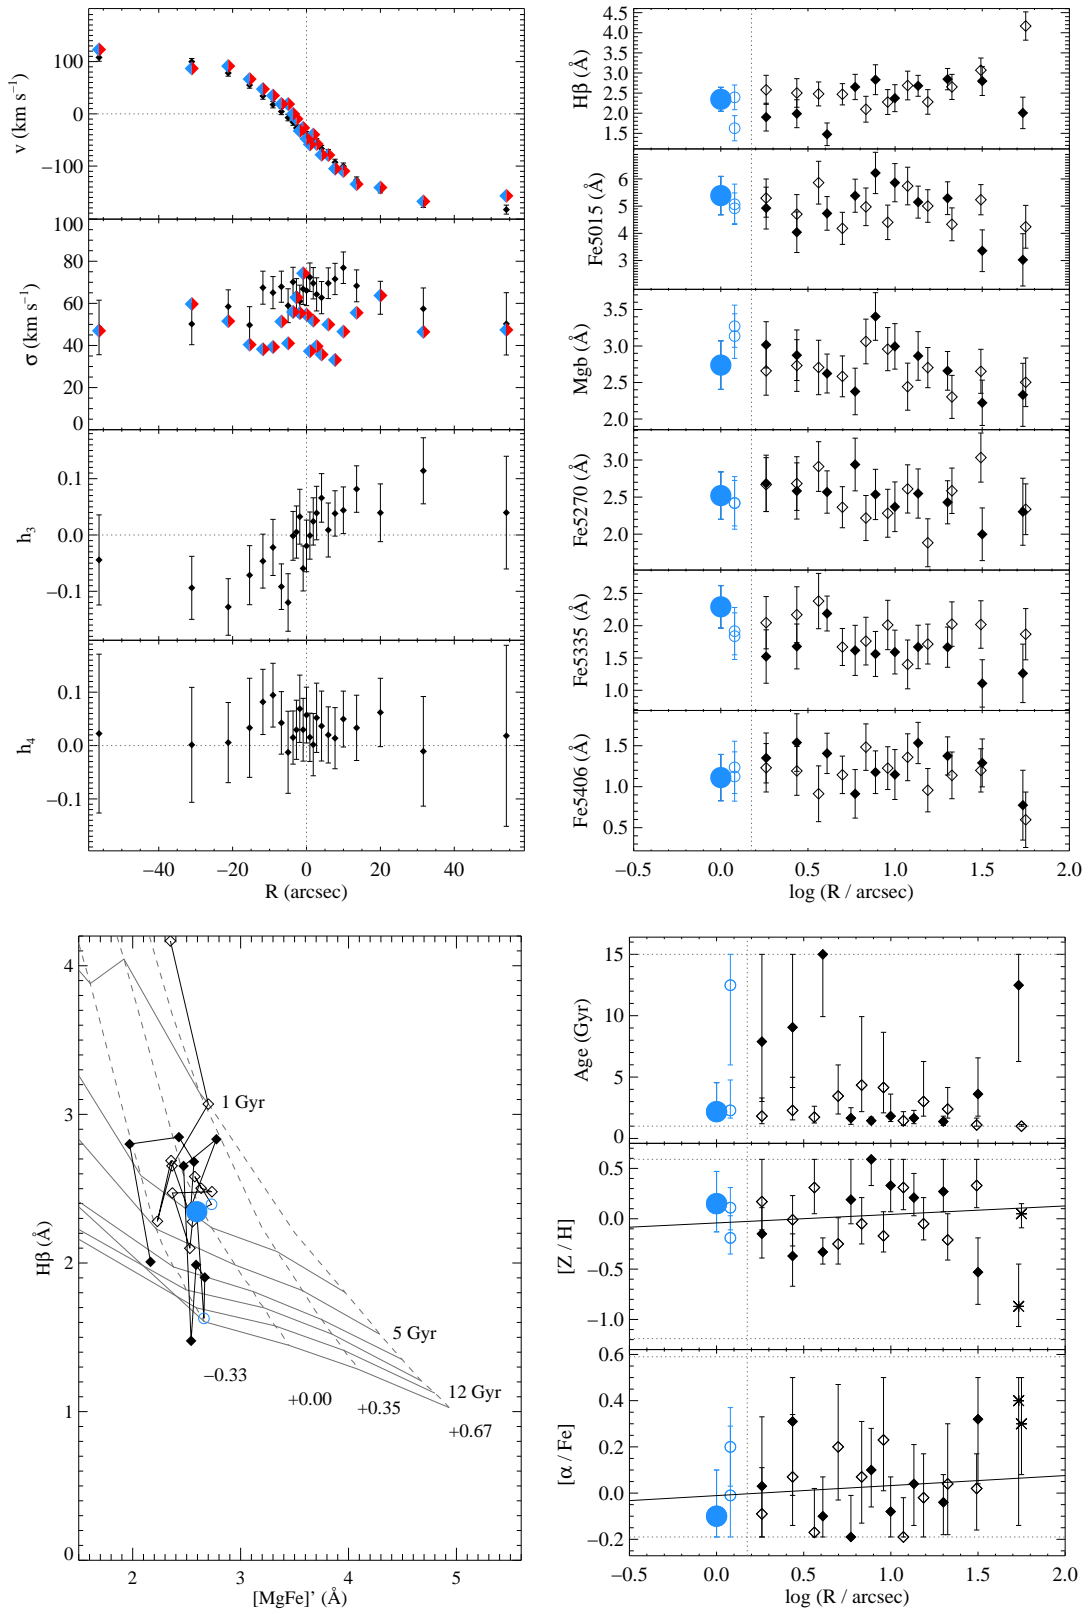 100
0
−100
v (km s⁻¹)
100
80
60
40
20
0
σ (km s⁻¹)
0.1
0.0
−0.1
h₃
0.1
0.0
−0.1
h₄
−40 −20 0 20 40
R (arcsec)
4.5
4.0
3.5
3.0
2.5
2.0
1.5
Hβ (Å)
6
5
4
3
Fe5015 (Å)
3.5
3.0
2.5
2.0
Mgb (Å)
3.0
2.5
2.0
Fe5270 (Å)
2.5
2.0
1.5
1.0
Fe5335 (Å)
1.5
1.0
0.5
Fe5406 (Å)
−0.5 0.0 0.5 1.0 1.5 2.0
log (R / arcsec)
4
3
2
1
0
Hβ (Å)
1 Gyr
5 Gyr
12 Gyr
−0.33
+0.00
+0.35
+0.67
2 3 4 5
[MgFe]' (Å)
15
10
5
0
Age (Gyr)
0.5
0.0
−0.5
−1.0
[Z / H]
0.6
0.4
0.2
0.0
−0.2
[α / Fe]
−0.5 0.0 0.5 1.0 1.5 2.0
log (R / arcsec)